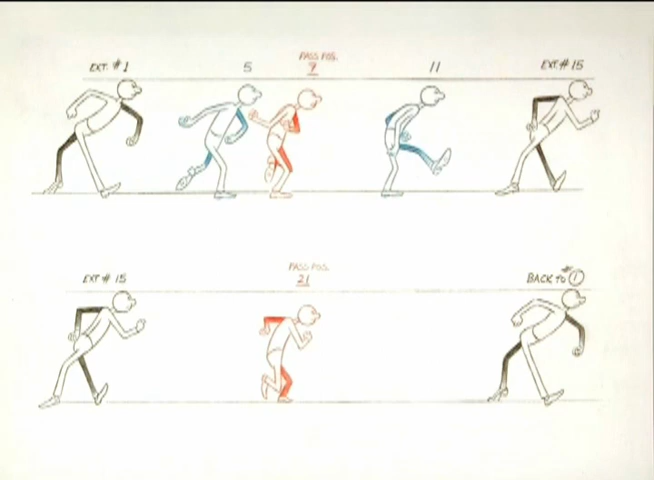 EXT. #1
5
PASS POS.
7
11
EXT #15
EXT # 15
PASS POS.
21
BACK TO #1